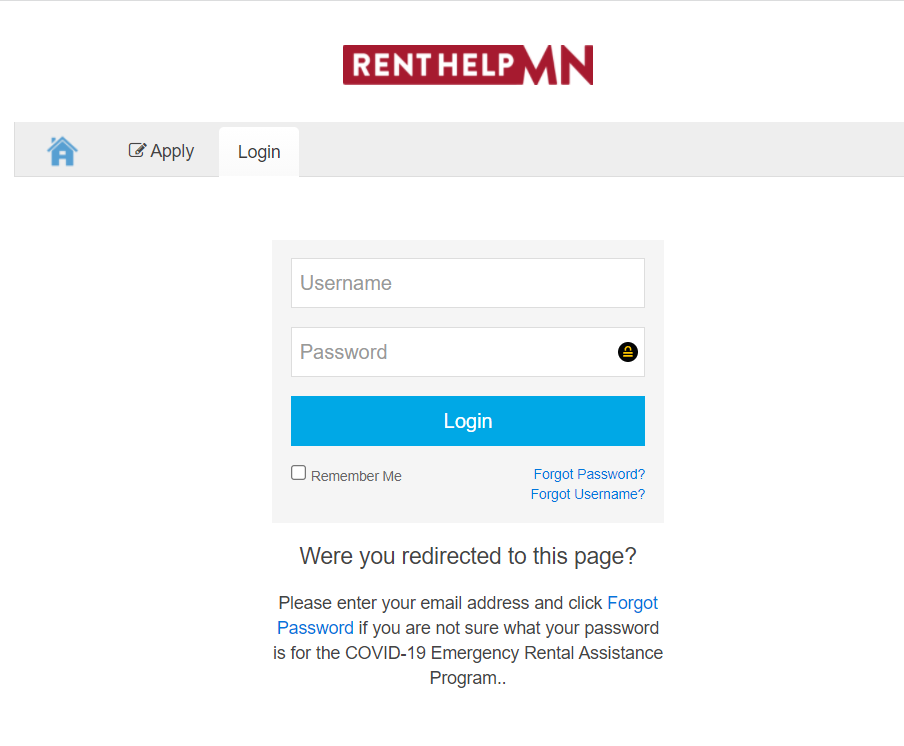 RENTHELPMN
Apply
Login
Username
Password
Login
Remember Me
Forgot Password?
Forgot Username?
Were you redirected to this page?
Please enter your email address and click Forgot
Password if you are not sure what your password
is for the COVID-19 Emergency Rental Assistance
Program..